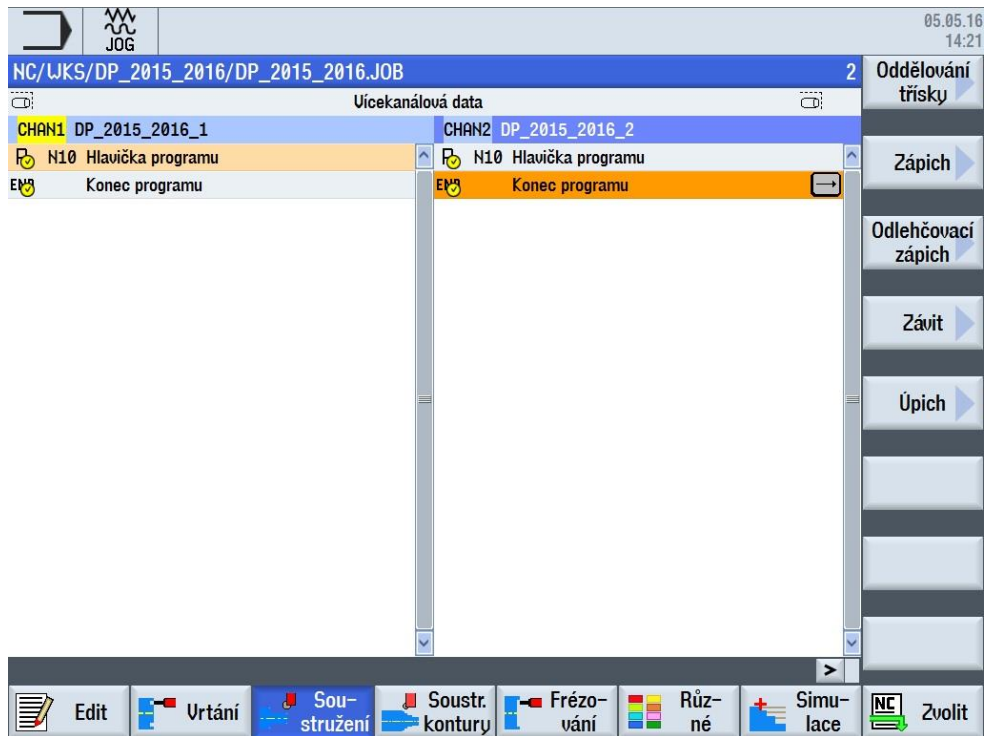 JOG
05.05.16
14:21
NC/WKS/DP_2015_2016/DP_2015_2016.JOB 2
Vícekanálová data
CHAN1 DP_2015_2016_1
CHAN2 DP_2015_2016_2
N10 Hlavička programu
N10 Hlavička programu
END Konec programu
END Konec programu
Oddělování
třísky
Zápich
Odlehčovací
zápich
Závit
Úpich
>
Edit
Vrtání
Sou-
stružení
Soustr.
kontury
Frézo-
vání
Růz-
né
Simu-
lace
NC
Zvolit